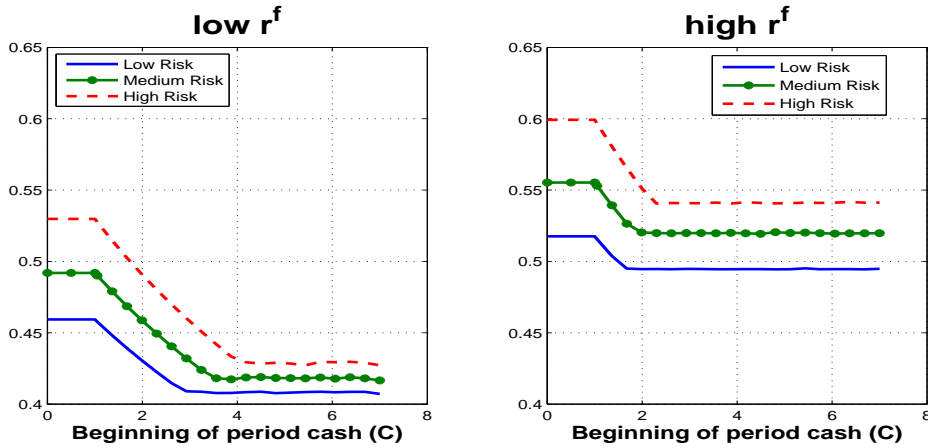 low r^f
0.65
0.6
0.55
0.5
0.45
0.4
Low Risk
Medium Risk
High Risk
0 2 4 6 8
Beginning of period cash (C)
high r^f
0.65
0.6
0.55
0.5
0.45
0.4
Low Risk
Medium Risk
High Risk
0 2 4 6 8
Beginning of period cash (C)